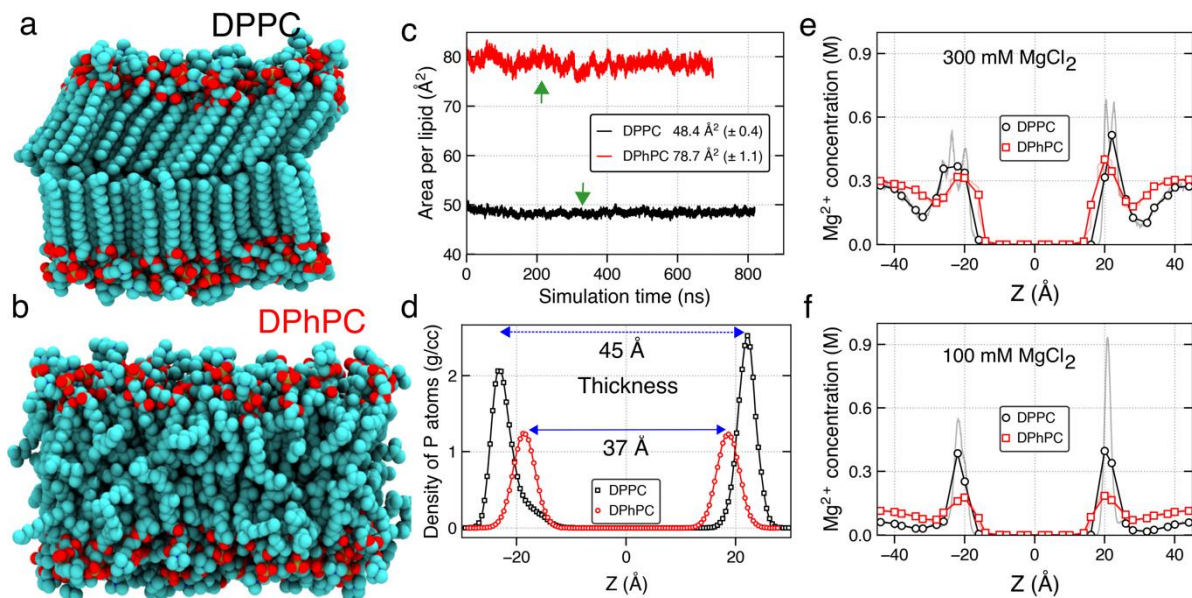 a
DPPC
b
DPhPC
c
Area per lipid (Å²)
80
70
60
50
40
DPPC 48.4 Å² (± 0.4)
DPhPC 78.7 Å² (± 1.1)
0 200 400 600 800
Simulation time (ns)
d
Density of P atoms (g/cc)
2
1
0
45 Å
Thickness
37 Å
DPPC
DPhPC
−20 0 20
Z (Å)
e
Mg²⁺ concentration (M)
0.9
0.6
0.3
0.0
300 mM MgCl₂
DPPC
DPhPC
−40 −20 0 20 40
Z (Å)
f
Mg²⁺ concentration (M)
0.9
0.6
0.3
0.0
100 mM MgCl₂
DPPC
DPhPC
−40 −20 0 20 40
Z (Å)